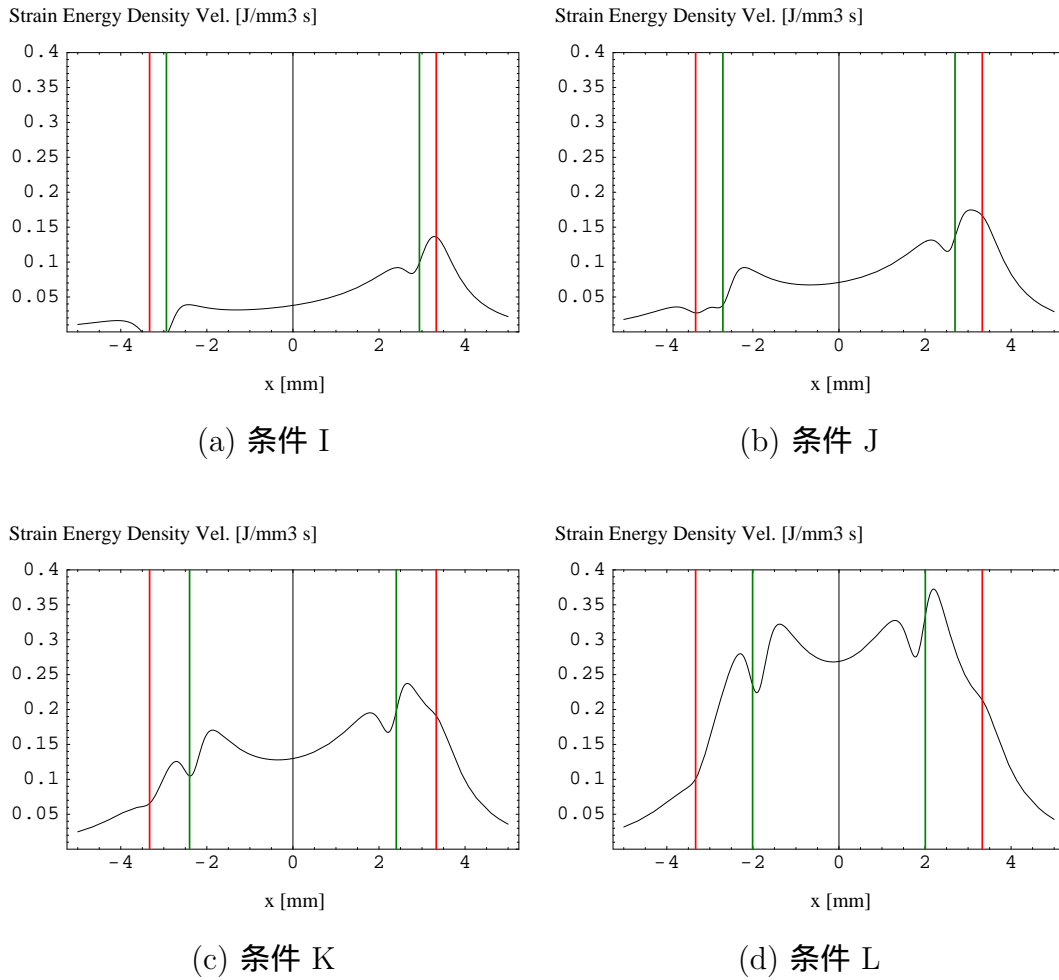 Strain Energy Density Vel. [J/mm3 s]
0.4
0.35
0.3
0.25
0.2
0.15
0.1
0.05
-4 -2 0 2 4
x [mm]
(a) 条件 I
Strain Energy Density Vel. [J/mm3 s]
0.4
0.35
0.3
0.25
0.2
0.15
0.1
0.05
-4 -2 0 2 4
x [mm]
(b) 条件 J
Strain Energy Density Vel. [J/mm3 s]
0.4
0.35
0.3
0.25
0.2
0.15
0.1
0.05
-4 -2 0 2 4
x [mm]
(c) 条件 K
Strain Energy Density Vel. [J/mm3 s]
0.4
0.35
0.3
0.25
0.2
0.15
0.1
0.05
-4 -2 0 2 4
x [mm]
(d) 条件 L